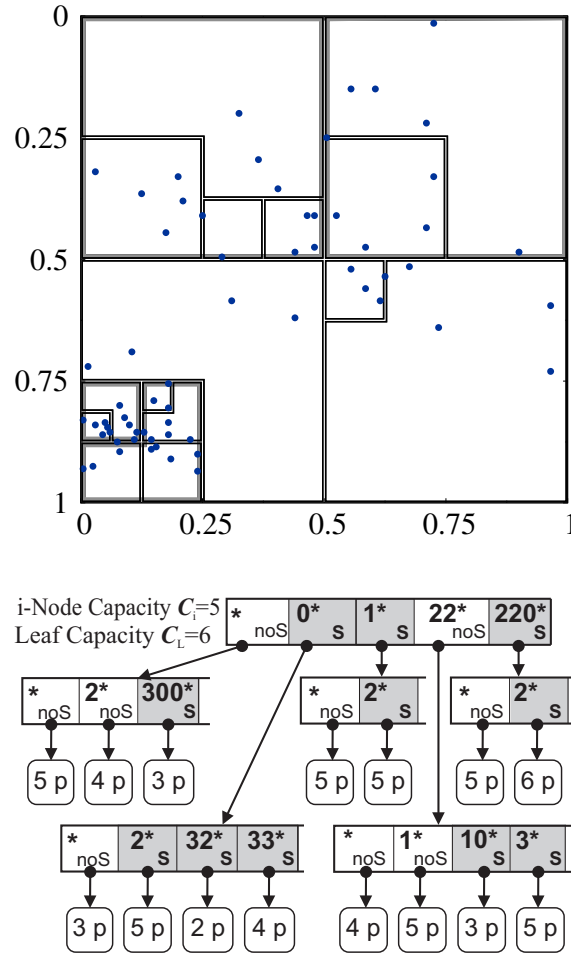 0
0.25
0.5
0.75
1
0 0.25 0.5 0.75 1
i-Node Capacity Ci=5
Leaf Capacity CL=6
* noS 0* S 1* S 22* noS 220* S
* noS 2* noS 300* S
* noS 2* S
* noS 2* S
5 p 4 p 3 p
5 p 5 p
5 p 6 p
* noS 2* S 32* S 33* S
* noS 1* noS 10* S 3* S
3 p 5 p 2 p 4 p
4 p 5 p 3 p 5 p